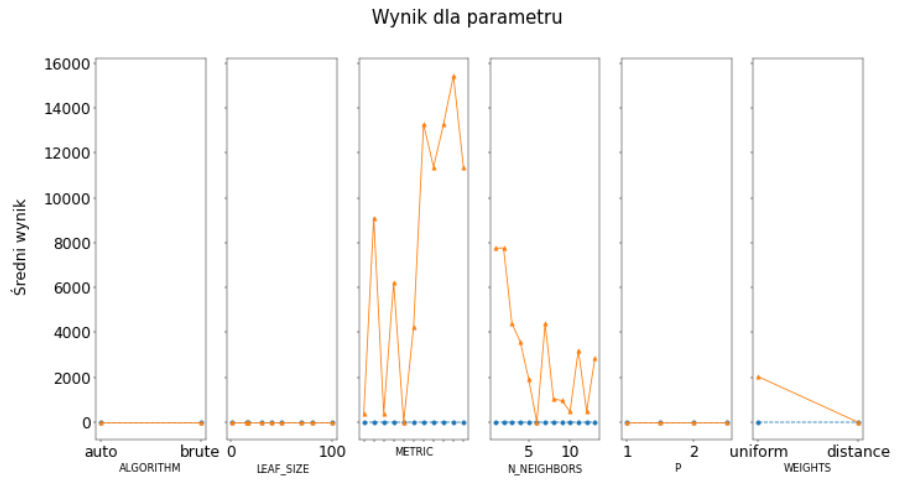 Wynik dla parametru
Średni wynik
16000
14000
12000
10000
8000
6000
4000
2000
0
auto brute 0 100 5 10 1 2 uniform distance
ALGORITHM LEAF_SIZE METRIC N_NEIGHBORS P WEIGHTS